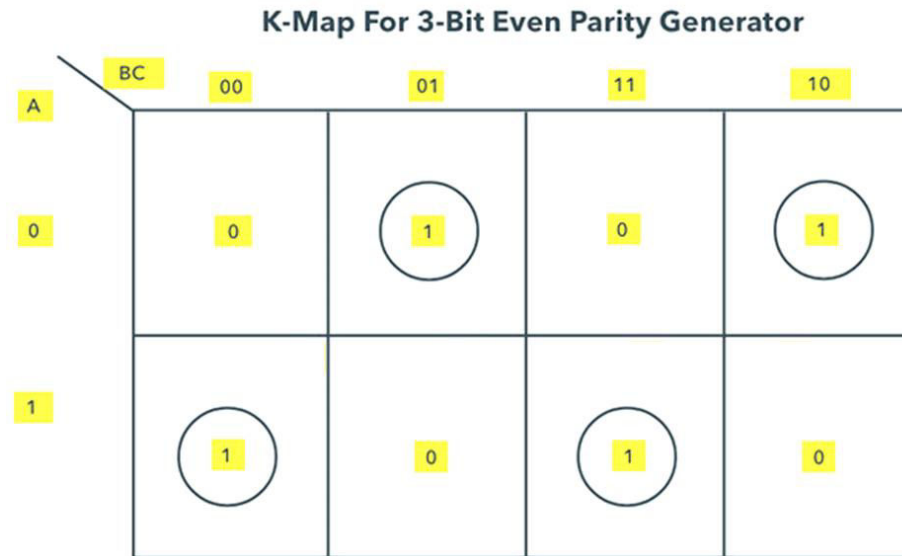 K-Map For 3-Bit Even Parity Generator
BC
A
00 01 11 10
0 0 1 0 1
1
1 0 1 0